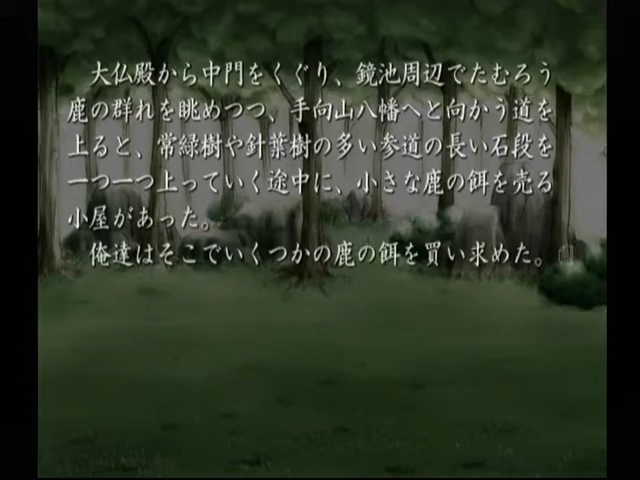 大仏殿から中門をくぐり、鏡池周辺でたむろう
鹿の群れを眺めつつ、手向山八幡へと向かう道を
上ると、常緑樹や針葉樹の多い参道の長い石段を
一つ一つ上っていく途中に、小さな鹿の餌を売る
小屋があった。
俺達はそこでいくつかの鹿の餌を買い求めた。